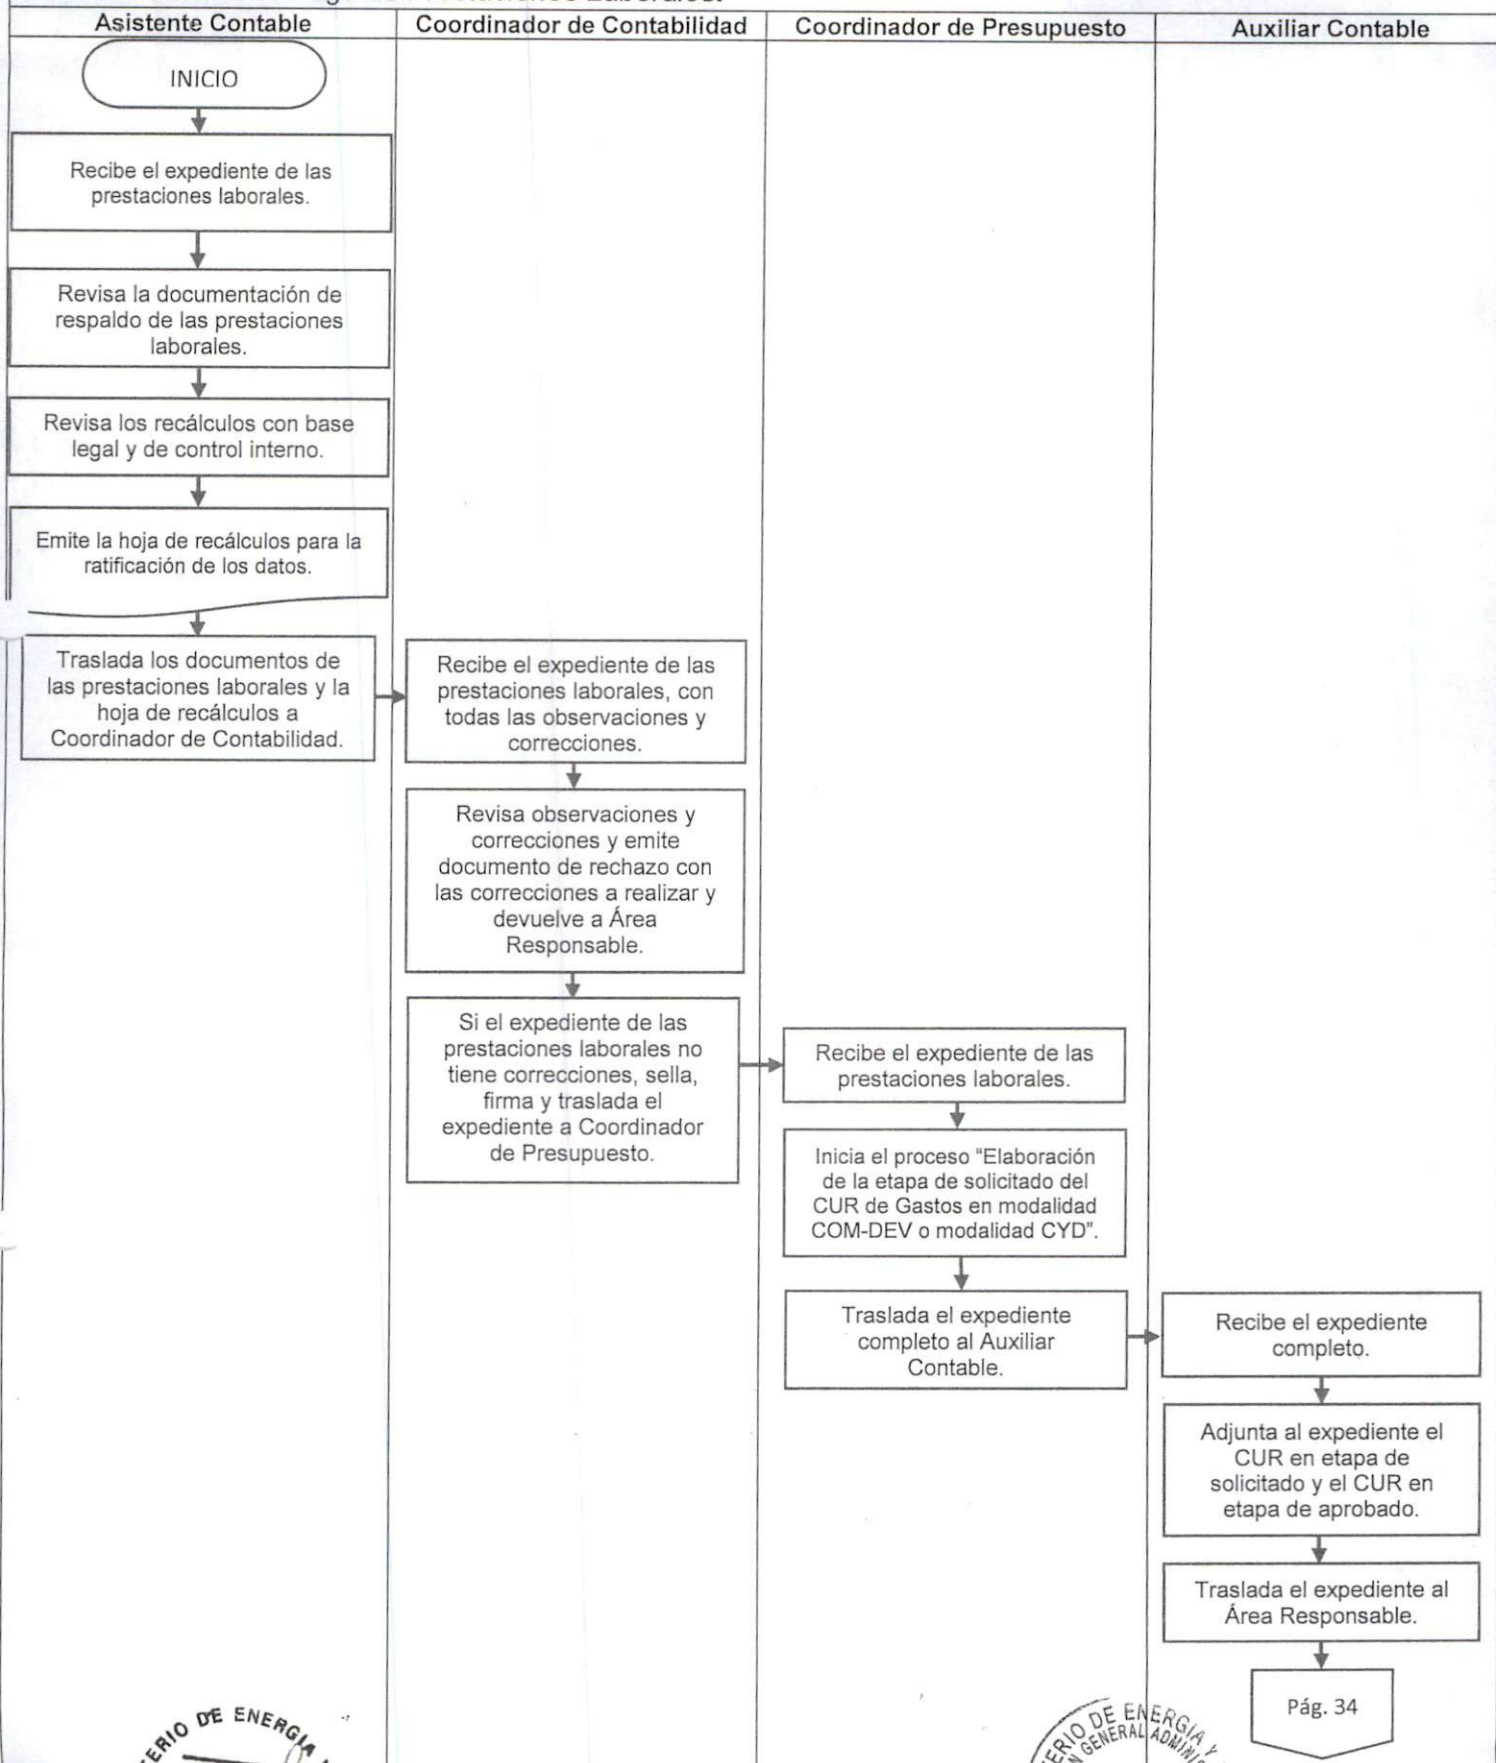 Laborales.
Asistente Contable
Coordinador de Contabilidad
Coordinador de Presupuesto
Auxiliar Contable
INICIO
Recibe el expediente de las
prestaciones laborales.
Revisa la documentación de
respaldo de las prestaciones
laborales.
Revisa los recálculos con base
legal y de control interno.
Emite la hoja de recálculos para la
ratificación de los datos.
Traslada los documentos de
las prestaciones laborales y la
hoja de recálculos a
Coordinador de Contabilidad.
Recibe el expediente de las
prestaciones laborales, con
todas las observaciones y
correcciones.
Revisa observaciones y
correcciones y emite
documento de rechazo con
las correcciones a realizar y
devuelve a Área
Responsable.
Si el expediente de las
prestaciones laborales no
tiene correcciones, sella,
firma y traslada el
expediente a Coordinador
de Presupuesto.
Recibe el expediente de las
prestaciones laborales.
Inicia el proceso “Elaboración
de la etapa de solicitado del
CUR de Gastos en modalidad
COM-DEV o modalidad CYD”.
Traslada el expediente
completo al Auxiliar
Contable.
Recibe el expediente
completo.
Adjunta al expediente el
CUR en etapa de
solicitado y el CUR en
etapa de aprobado.
Traslada el expediente al
Área Responsable.
Pág. 34
DE ENERGIA
DE ENERGIA Y
GENERAL